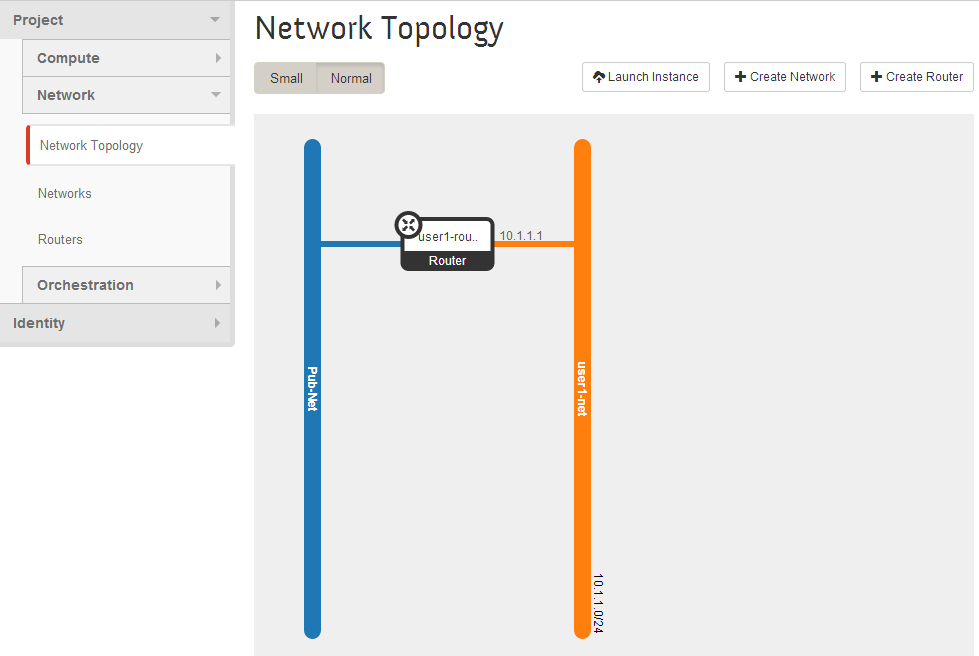 Project
Compute
Network
Network Topology
Networks
Routers
Orchestration
Identity
Network Topology
Small
Normal
Launch Instance
Create Network
Create Router
user1-rou..
Router
10.1.1.1
Pub-Net
user1-net
10.1.1.0/24